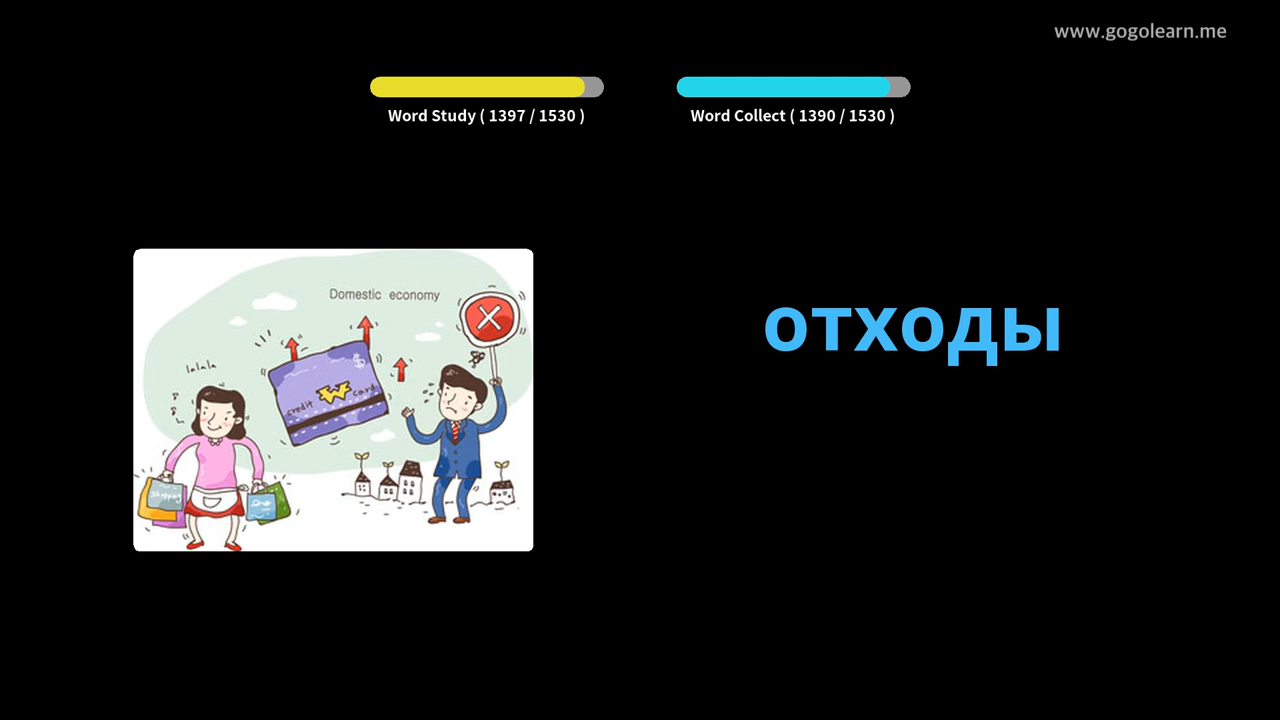 www.gogolearn.me
Word Study ( 1397 / 1530 )
Word Collect ( 1390 / 1530 )
Domestic economy
lalala
$
W
credit card
Shopping
отходы